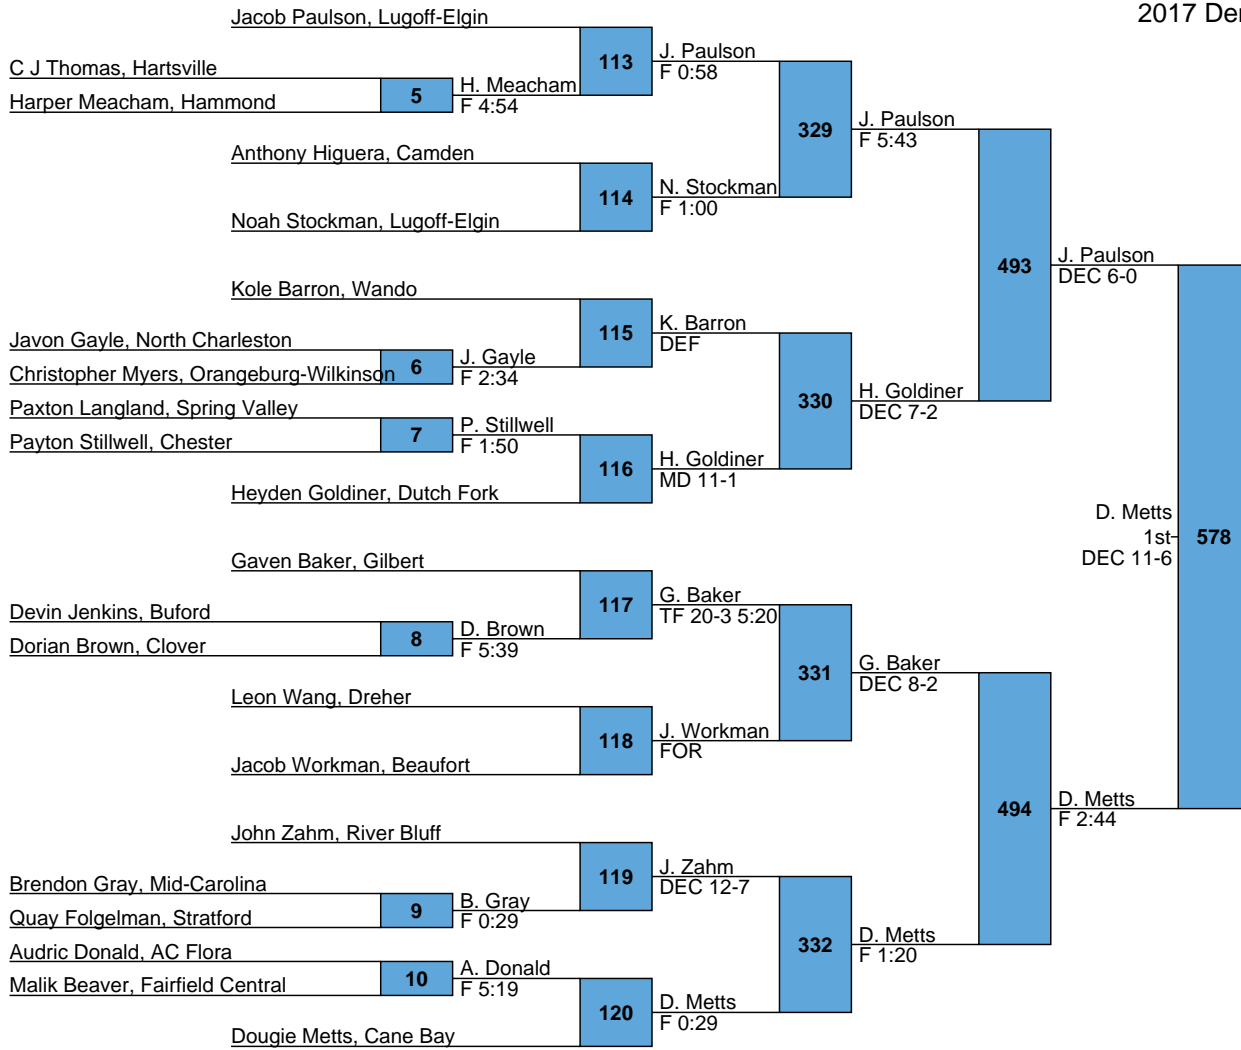 2017 Der
Jacob Paulson, Lugoff-Elgin
113
J. Paulson
F 0:58
C J Thomas, Hartsville
5
H. Meacham
F 4:54
Harper Meacham, Hammond
329
J. Paulson
F 5:43
Anthony Higuera, Camden
114
N. Stockman
F 1:00
Noah Stockman, Lugoff-Elgin
493
J. Paulson
DEC 6-0
Kole Barron, Wando
115
K. Barron
DEF
Javon Gayle, North Charleston
6
J. Gayle
F 2:34
Christopher Myers, Orangeburg-Wilkinson
330
H. Goldiner
DEC 7-2
Paxton Langland, Spring Valley
7
P. Stillwell
F 1:50
Payton Stillwell, Chester
116
H. Goldiner
MD 11-1
Heyden Goldiner, Dutch Fork
D. Metts
1st
DEC 11-6
578
Gaven Baker, Gilbert
117
G. Baker
TF 20-3 5:20
Devin Jenkins, Buford
8
D. Brown
F 5:39
Dorian Brown, Clover
331
G. Baker
DEC 8-2
Leon Wang, Dreher
118
J. Workman
FOR
Jacob Workman, Beaufort
494
D. Metts
F 2:44
John Zahm, River Bluff
119
J. Zahm
DEC 12-7
Brendon Gray, Mid-Carolina
9
B. Gray
F 0:29
Quay Folgelman, Stratford
332
D. Metts
F 1:20
Audric Donald, AC Flora
10
A. Donald
F 5:19
Malik Beaver, Fairfield Central
120
D. Metts
F 0:29
Dougie Metts, Cane Bay